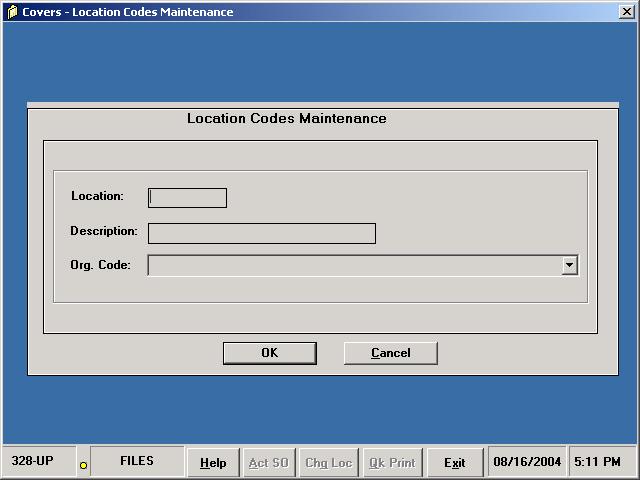 Covers - Location Codes Maintenance
Location Codes Maintenance
Location:
Description:
Org. Code:
OK Cancel
328-UP FILES Help Act SO Chg Loc Qk Print Exit 08/16/2004 5:11 PM